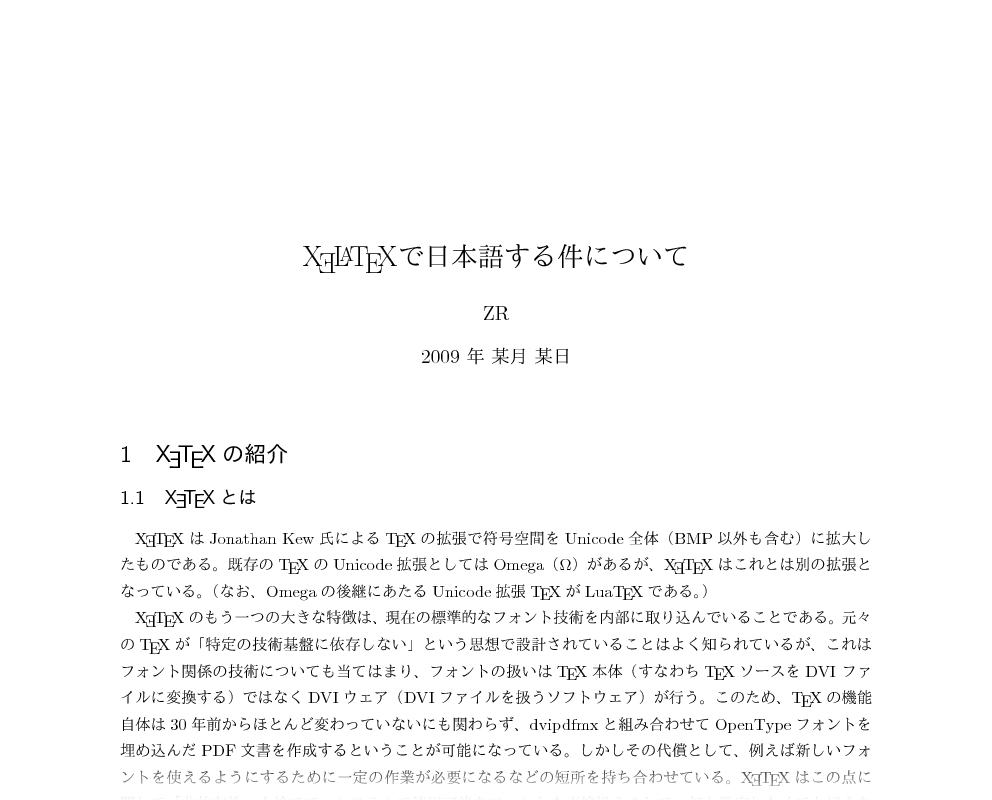 XƎLATEXで日本語する件について
ZR
2009 年 某月 某日
1 XƎTEX の紹介
1.1 XƎTEX とは
XƎTEX は Jonathan Kew 氏による TEX の拡張で符号空間を Unicode 全体（BMP 以外も含む）に拡大し
たものである。既存の TEX の Unicode 拡張としては Omega（Ω）があるが、XƎTEX はこれとは別の拡張と
なっている。（なお、Omega の後継にあたる Unicode 拡張 TEX が LuaTEX である。）
XƎTEX のもう一つの大きな特徴は、現在の標準的なフォント技術を内部に取り込んでいることである。元々
の TEX が「特定の技術基盤に依存しない」という思想で設計されていることはよく知られているが、これは
フォント関係の技術についても当てはまり、フォントの扱いは TEX 本体（すなわち TEX ソースを DVI ファ
イルに変換する）ではなく DVI ウェア（DVI ファイルを扱うソフトウェア）が行う。このため、TEX の機能
自体は 30 年前からほとんど変わっていないにも関わらず、dvipdfmx と組み合わせて OpenType フォントを
埋め込んだ PDF 文書を作成するということが可能になっている。しかしその代償として、例えば新しいフォ
ントを使えるようにするために一定の作業が必要になるなどの短所を持ち合わせている。XƎTEX はこの点に